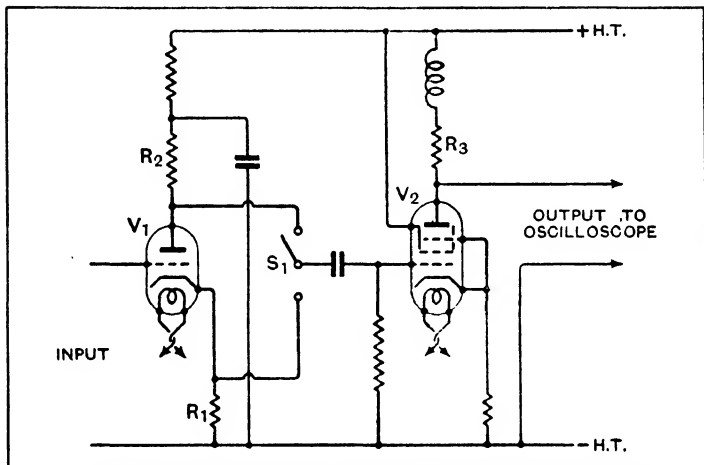 + H.T.
R2
R3
V1
V2
S1
OUTPUT TO
OSCILLOSCOPE
INPUT
R1
- H.T.